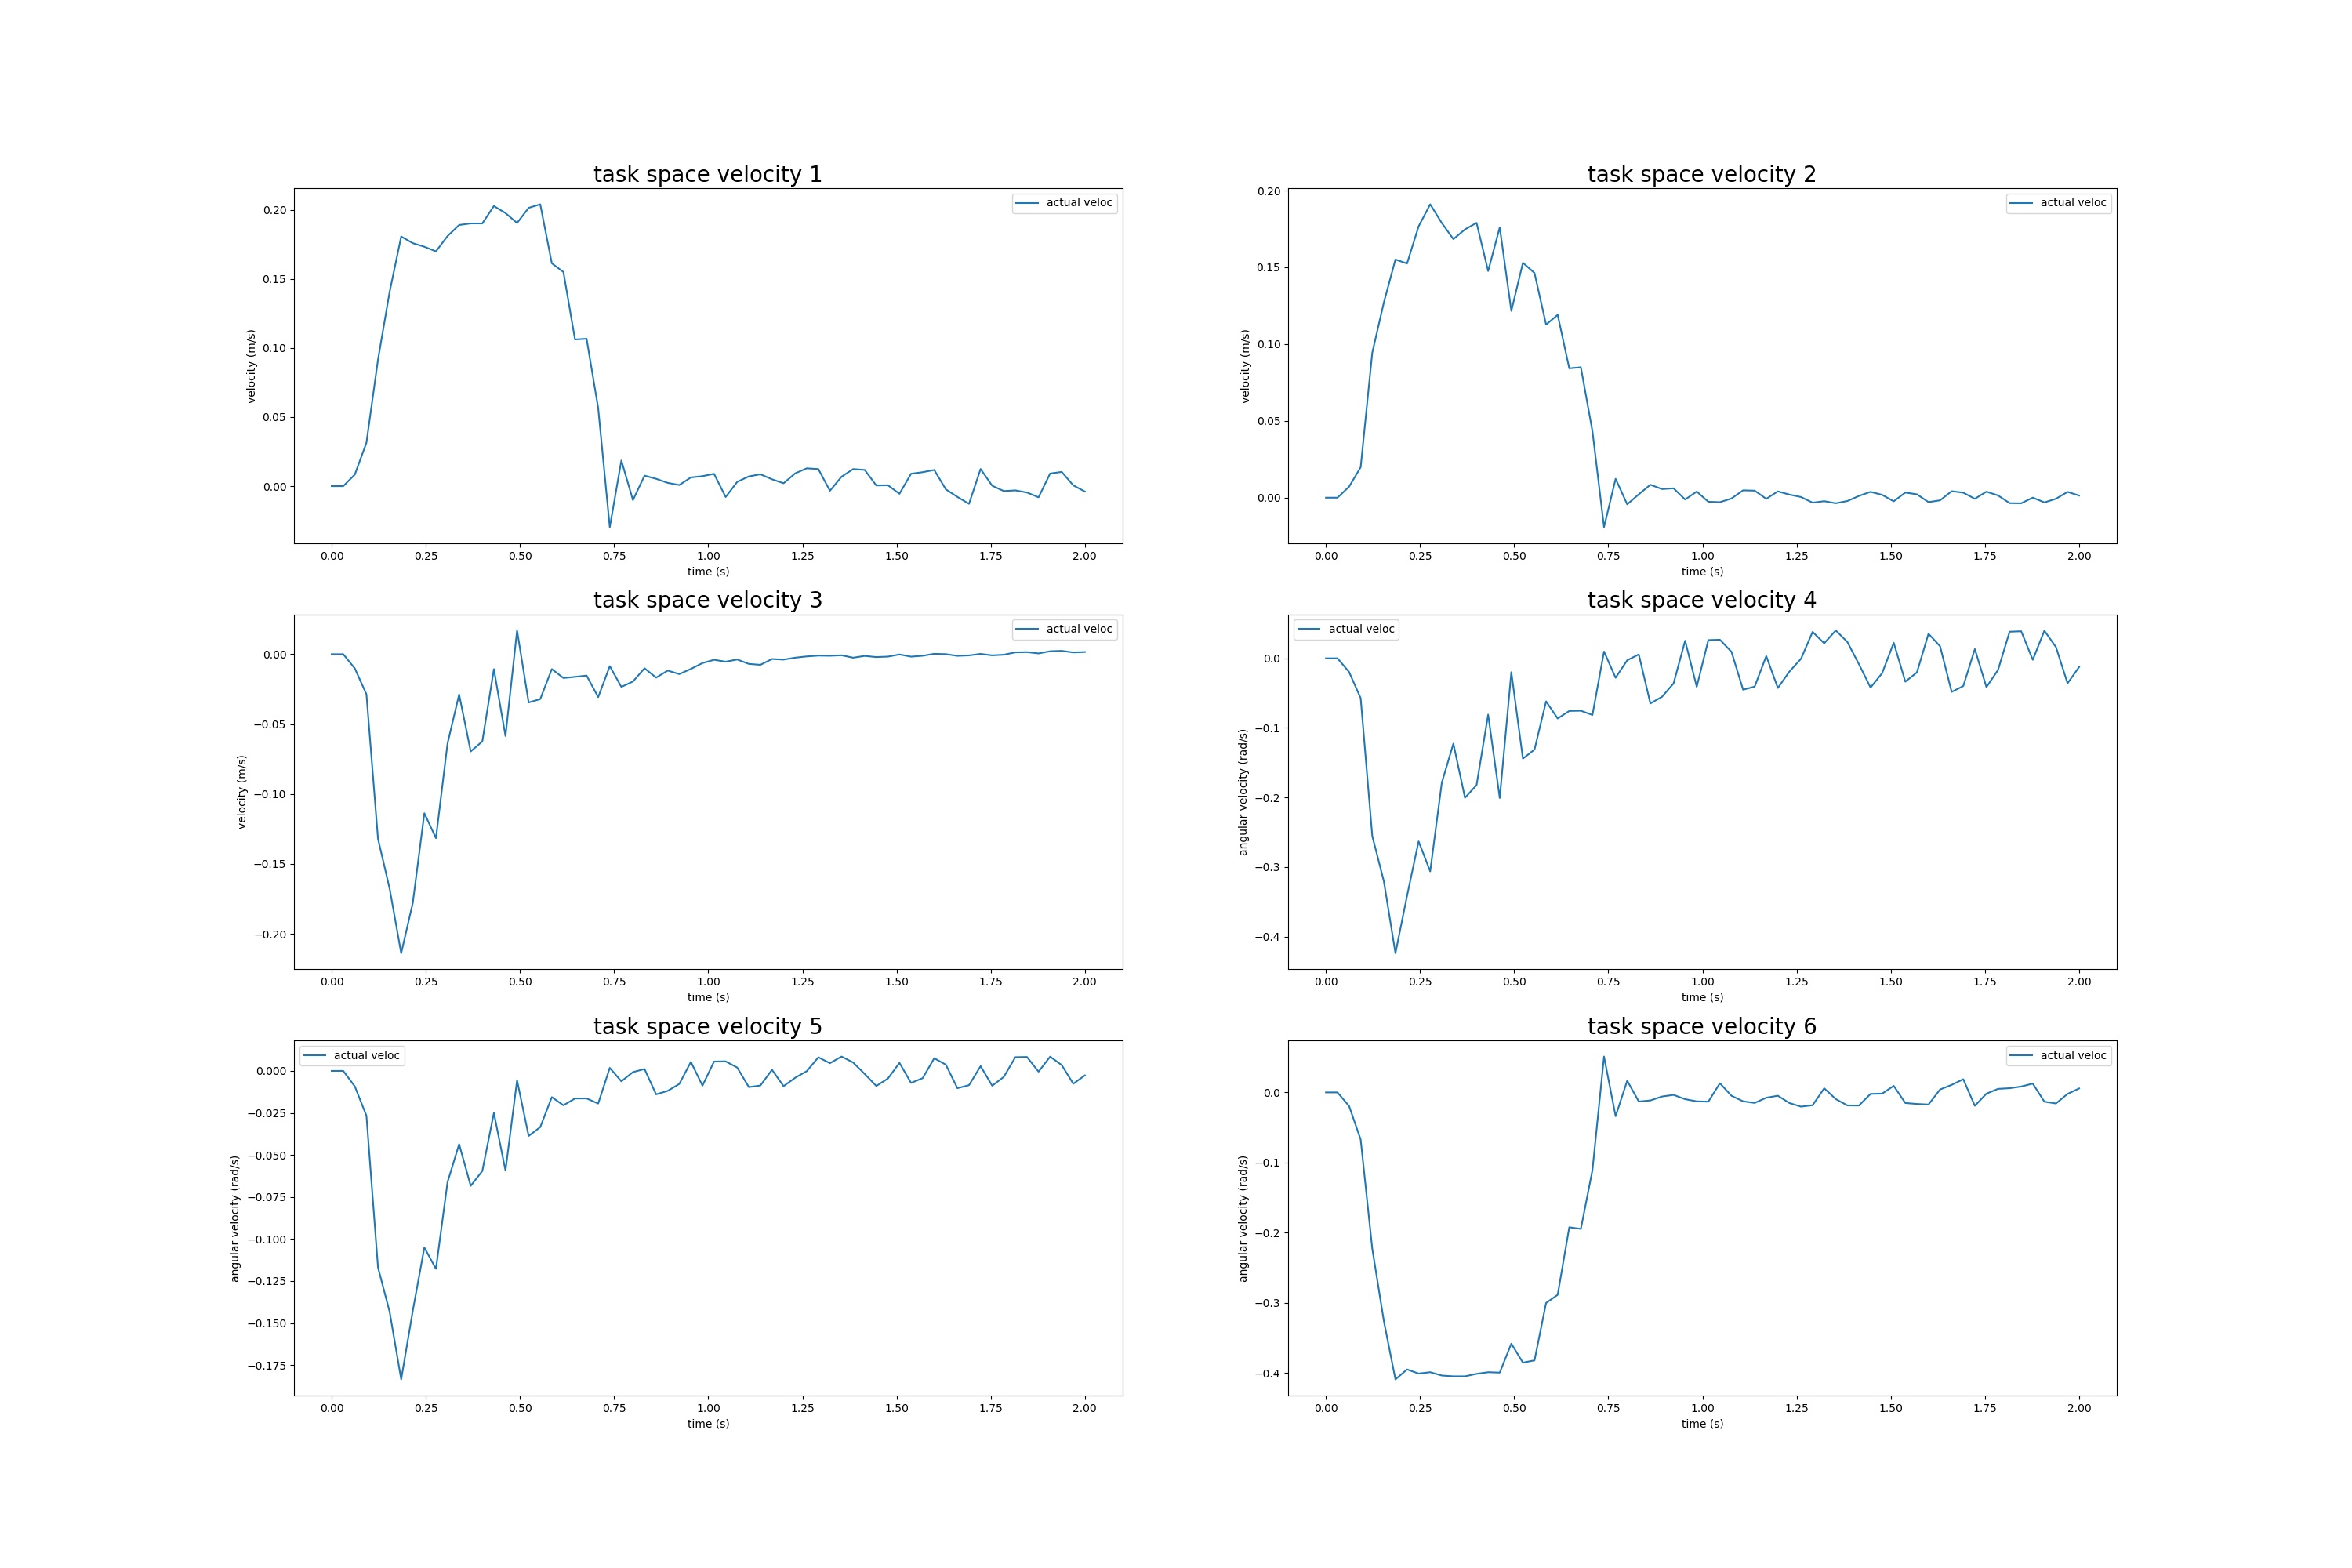 task space velocity 1
actual veloc
velocity (m/s)
0.20
0.15
0.10
0.05
0.00
0.00 0.25 0.50 0.75 1.00 1.25 1.50 1.75 2.00
time (s)
task space velocity 2
actual veloc
velocity (m/s)
0.20
0.15
0.10
0.05
0.00
0.00 0.25 0.50 0.75 1.00 1.25 1.50 1.75 2.00
time (s)
task space velocity 3
actual veloc
velocity (m/s)
0.00
−0.05
−0.10
−0.15
−0.20
0.00 0.25 0.50 0.75 1.00 1.25 1.50 1.75 2.00
time (s)
task space velocity 4
actual veloc
angular velocity (rad/s)
0.0
−0.1
−0.2
−0.3
−0.4
0.00 0.25 0.50 0.75 1.00 1.25 1.50 1.75 2.00
time (s)
task space velocity 5
actual veloc
angular velocity (rad/s)
0.000
−0.025
−0.050
−0.075
−0.100
−0.125
−0.150
−0.175
0.00 0.25 0.50 0.75 1.00 1.25 1.50 1.75 2.00
time (s)
task space velocity 6
actual veloc
angular velocity (rad/s)
0.0
−0.1
−0.2
−0.3
−0.4
0.00 0.25 0.50 0.75 1.00 1.25 1.50 1.75 2.00
time (s)